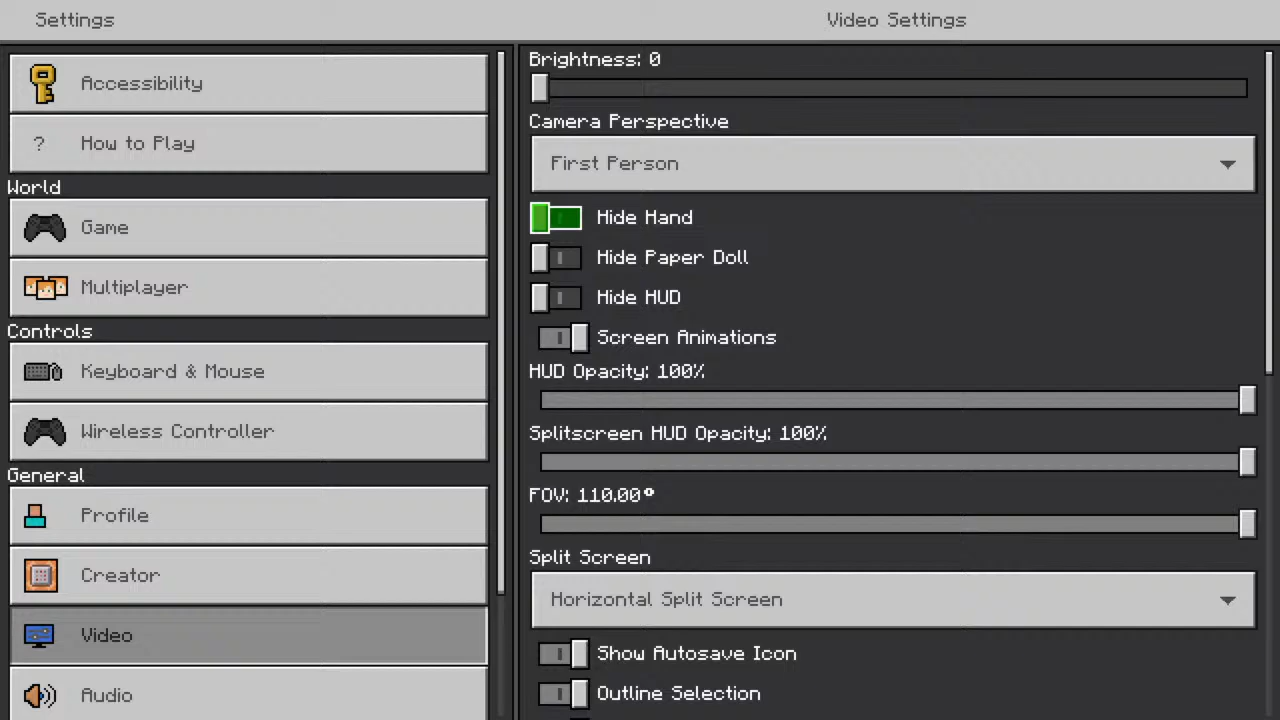 Settings
Video Settings
Accessibility
? How to Play
World
Game
Multiplayer
Controls
Keyboard & Mouse
Wireless Controller
General
Profile
Creator
Video
Audio
Brightness: 0
Camera Perspective
First Person
Hide Hand
Hide Paper Doll
Hide HUD
Screen Animations
HUD Opacity: 100%
Splitscreen HUD Opacity: 100%
FOV: 110.00°
Split Screen
Horizontal Split Screen
Show Autosave Icon
Outline Selection